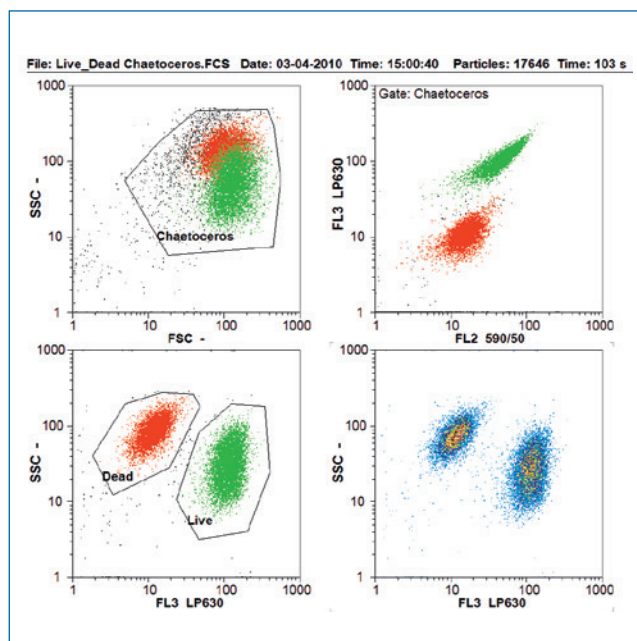 File: Live_Dead Chaetoceros.FCS Date: 03-04-2010 Time: 15:00:40 Particles: 17646 Time: 103 s
1000
100
10
1
SSC -
Chaetoceros
1 10 100 1000
FSC -
Gate: Chaetoceros
1000
100
10
1
FL3 LP630
1 10 100 1000
FL2 590/50
1000
100
10
1
SSC -
Dead
Live
1 10 100 1000
FL3 LP630
1000
100
10
1
SSC -
1 10 100 1000
FL3 LP630